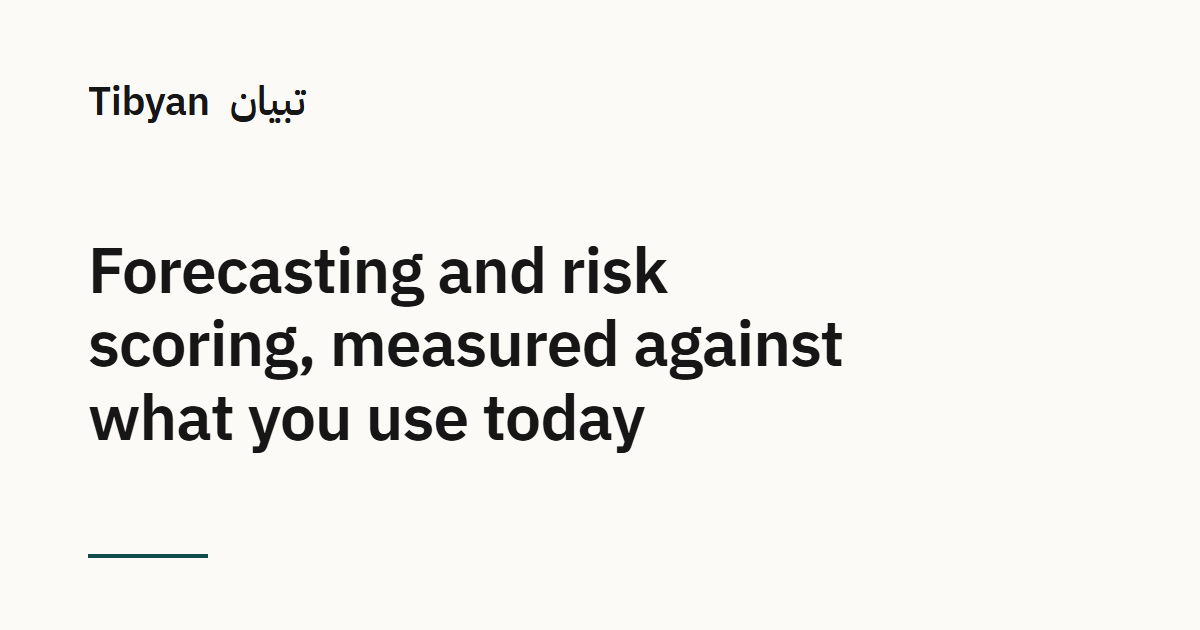 Tibyan تبيان
Forecasting and risk
scoring, measured against
what you use today